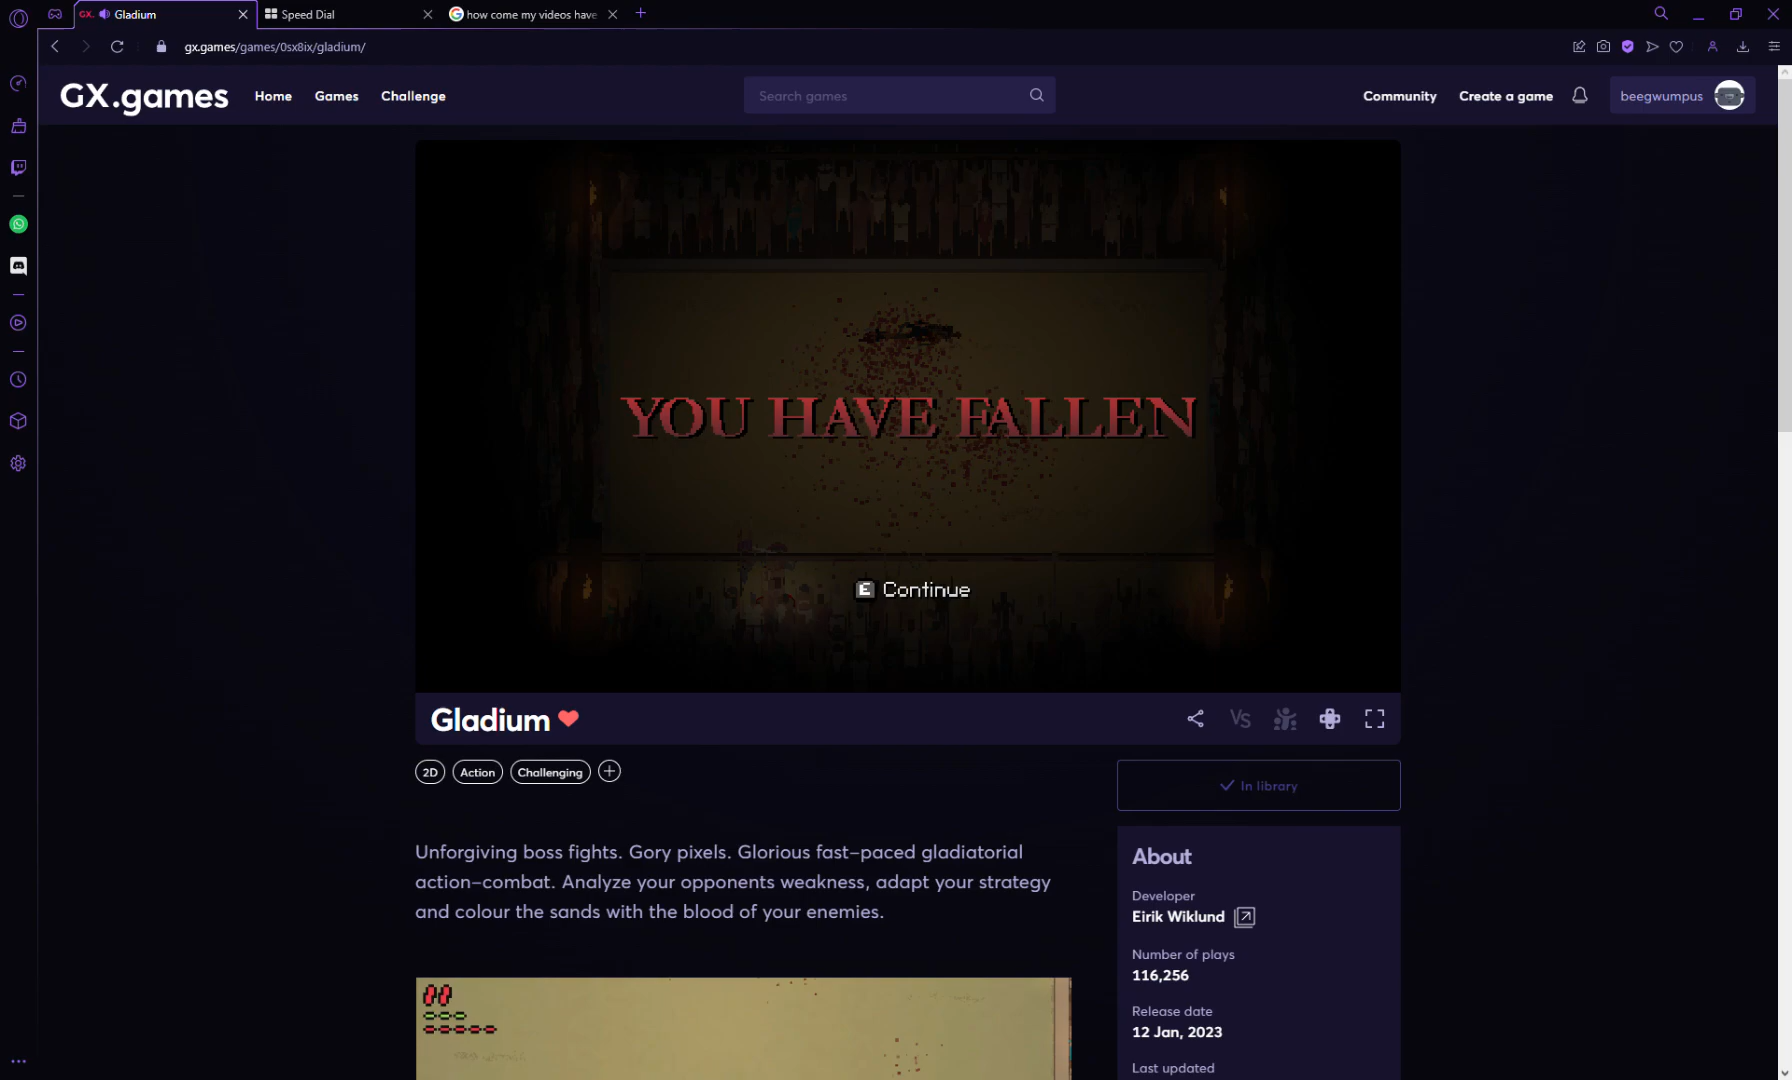 GX. Gladium
Speed Dial
how come my videos have
gx.games/games/0sx8ix/gladium/
GX.games
Home
Games
Challenge
Search games
Community
Create a game
beegwumpus
YOU HAVE FALLEN
E Continue
Gladium
VS
2D
Action
Challenging
In library
Unforgiving boss fights. Gory pixels. Glorious fast-paced gladiatorial
action-combat. Analyze your opponents weakness, adapt your strategy
and colour the sands with the blood of your enemies.
About
Developer
Eirik Wiklund
Number of plays
116,256
Release date
12 Jan, 2023
Last updated